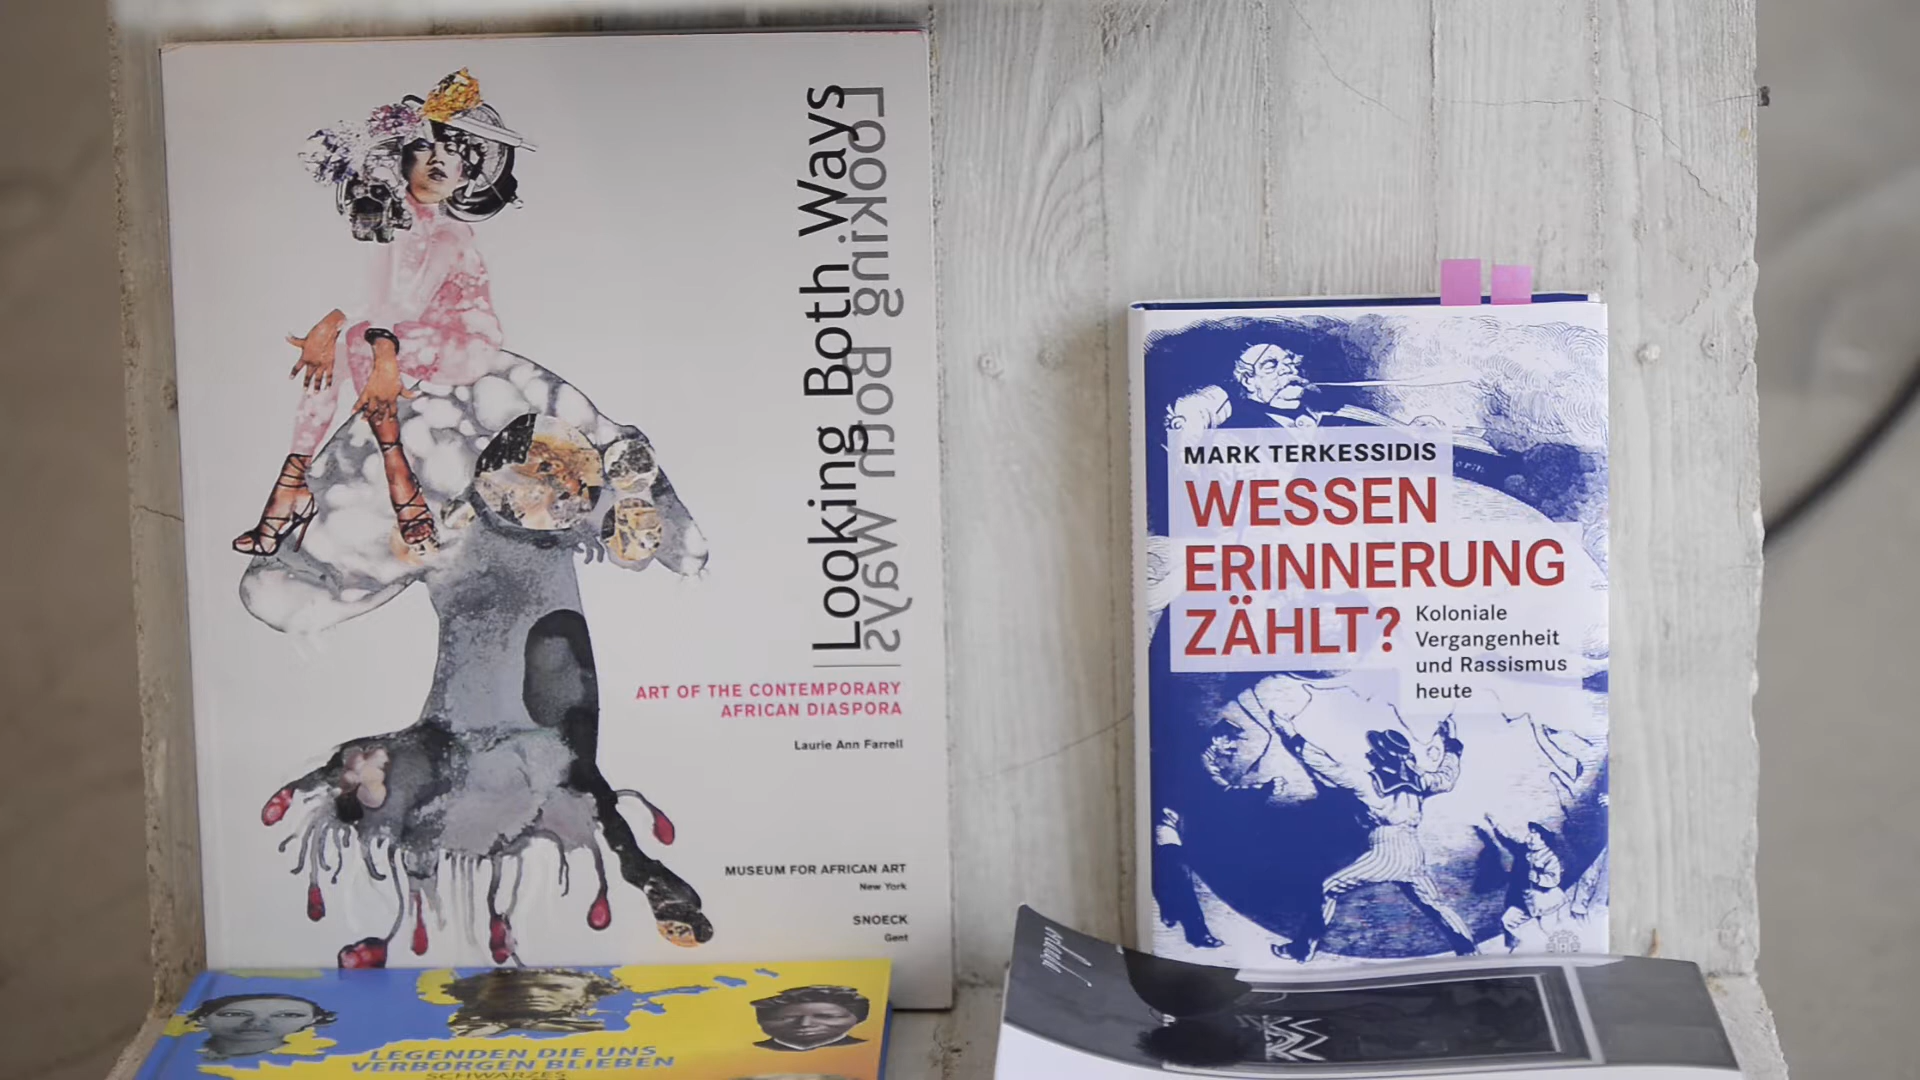 Looking Both Ways
Looking Both Ways
ART OF THE CONTEMPORARY
AFRICAN DIASPORA
Laurie Ann Farrell
MUSEUM FOR AFRICAN ART
New York
SNOECK
Gent
MARK TERKESSIDIS
WESSEN
ERINNERUNG
ZÄHLT?
Koloniale
Vergangenheit
und Rassismus
heute
LEGENDEN DIE UNS
VERBORGEN BLIEBEN
SCHWARZES